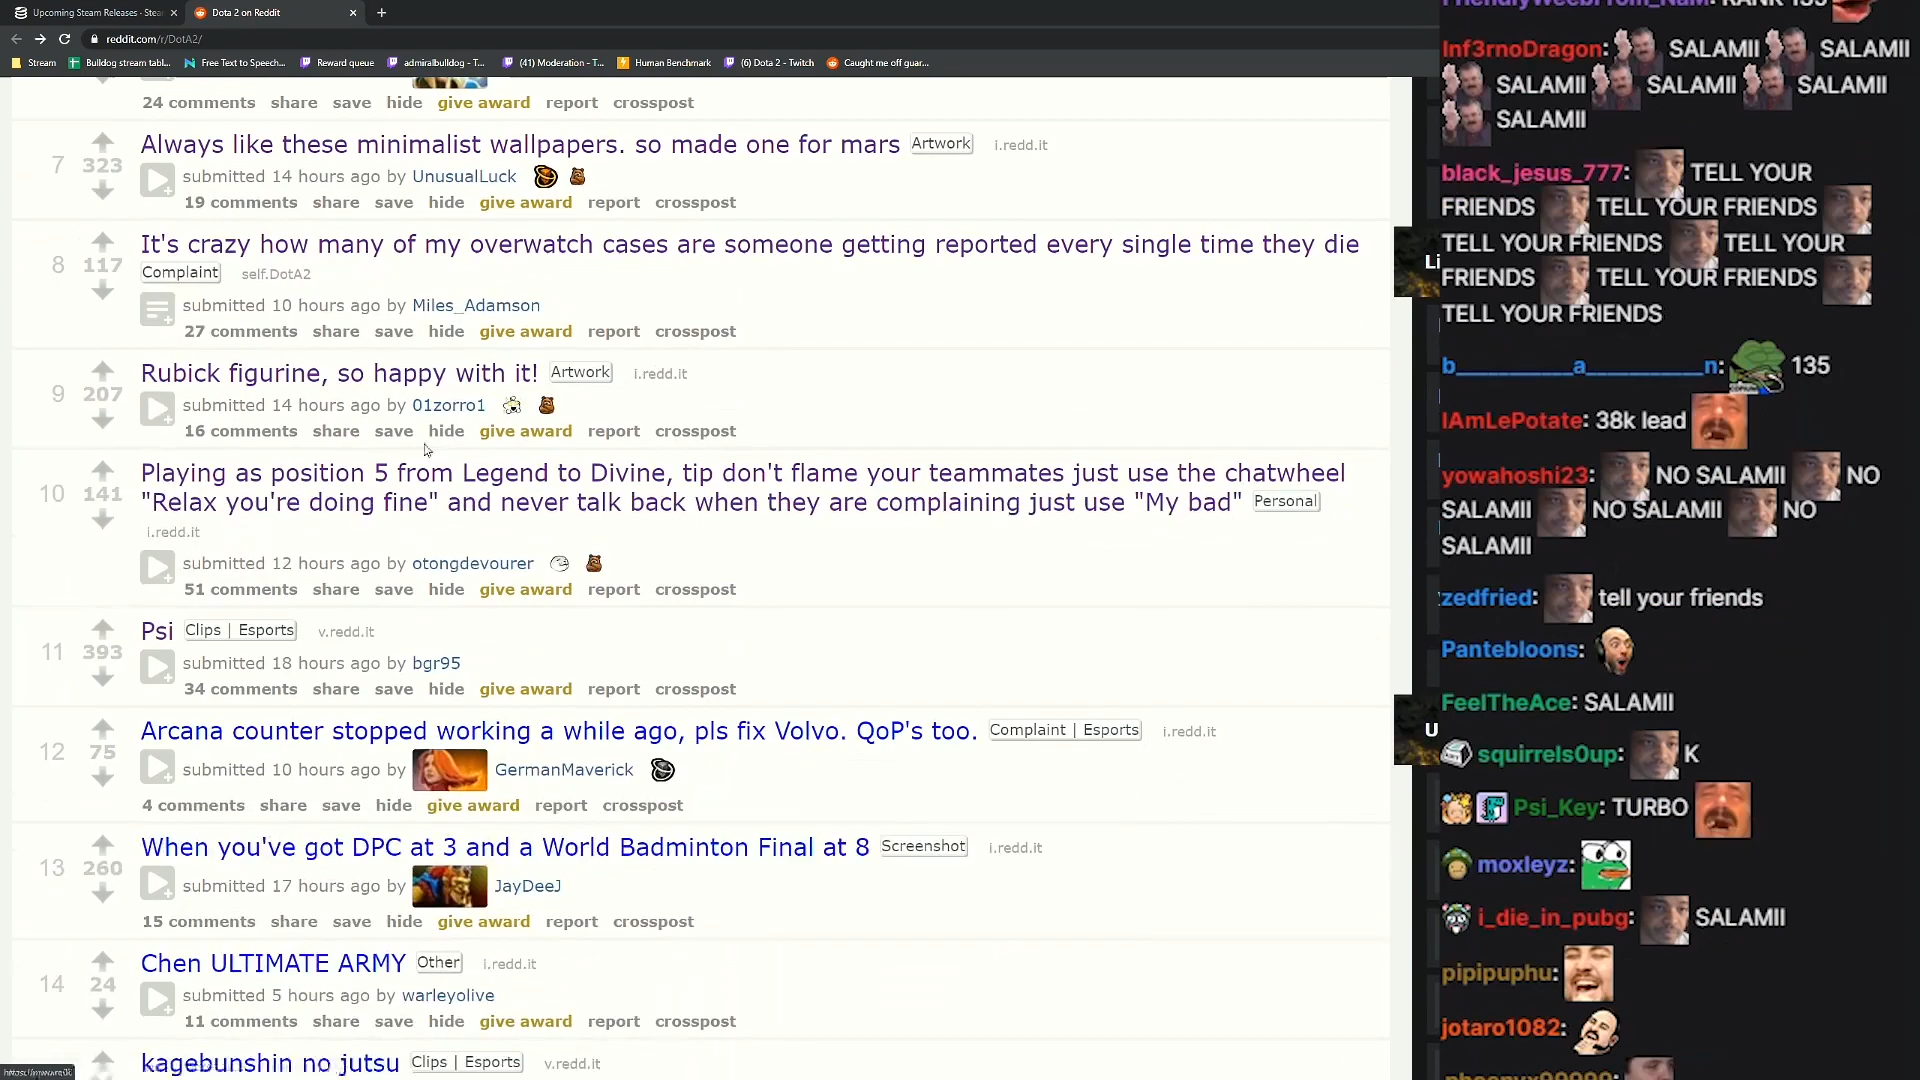 Upcoming Steam Releases · Stea
Dota 2 on Reddit
reddit.com/r/DotA2/
Stream
Bulldog stream tabl...
Free Text to Speech...
Reward queue
admiralbulldog - T...
(41) Moderation - T...
Human Benchmark
(6) Dota 2 - Twitch
Caught me off guar...
24 comments share save hide give award report crosspost
7
323
Always like these minimalist wallpapers. so made one for mars Artwork i.redd.it
submitted 14 hours ago by UnusualLuck
19 comments share save hide give award report crosspost
8
117
It's crazy how many of my overwatch cases are someone getting reported every single time they die
Complaint self.DotA2
submitted 10 hours ago by Miles_Adamson
27 comments share save hide give award report crosspost
9
207
Rubick figurine, so happy with it! Artwork i.redd.it
submitted 14 hours ago by 01zorro1
16 comments share save hide give award report crosspost
10
141
Playing as position 5 from Legend to Divine, tip don't flame your teammates just use the chatwheel
"Relax you're doing fine" and never talk back when they are complaining just use "My bad" Personal
i.redd.it
submitted 12 hours ago by otongdevourer
51 comments share save hide give award report crosspost
11
393
Psi Clips | Esports v.redd.it
submitted 18 hours ago by bgr95
34 comments share save hide give award report crosspost
12
75
Arcana counter stopped working a while ago, pls fix Volvo. QoP's too. Complaint | Esports i.redd.it
submitted 10 hours ago by GermanMaverick
4 comments share save hide give award report crosspost
13
260
When you've got DPC at 3 and a World Badminton Final at 8 Screenshot i.redd.it
submitted 17 hours ago by JayDeeJ
15 comments share save hide give award report crosspost
14
24
Chen ULTIMATE ARMY Other i.redd.it
submitted 5 hours ago by warleyolive
11 comments share save hide give award report crosspost
kagebunshin no jutsu Clips | Esports v.redd.it
Li
U
FriendlyWeebFrom_NaM: RANK 135
Inf3rnoDragon: SALAMII SALAMII
SALAMII SALAMII SALAMII
SALAMII
black_jesus_777: TELL YOUR
FRIENDS TELL YOUR FRIENDS
TELL YOUR FRIENDS TELL YOUR
FRIENDS TELL YOUR FRIENDS
TELL YOUR FRIENDS
b__________a__________n: 135
IAmLePotate: 38k lead
yowahoshi23: NO SALAMII NO
SALAMII NO SALAMII NO
SALAMII
zedfried: tell your friends
Pantebloons:
FeelTheAce: SALAMII
squirrels0up: K
Psi_Key: TURBO
moxleyz:
i_die_in_pubg: SALAMII
pipipuphu:
jotaro1082: